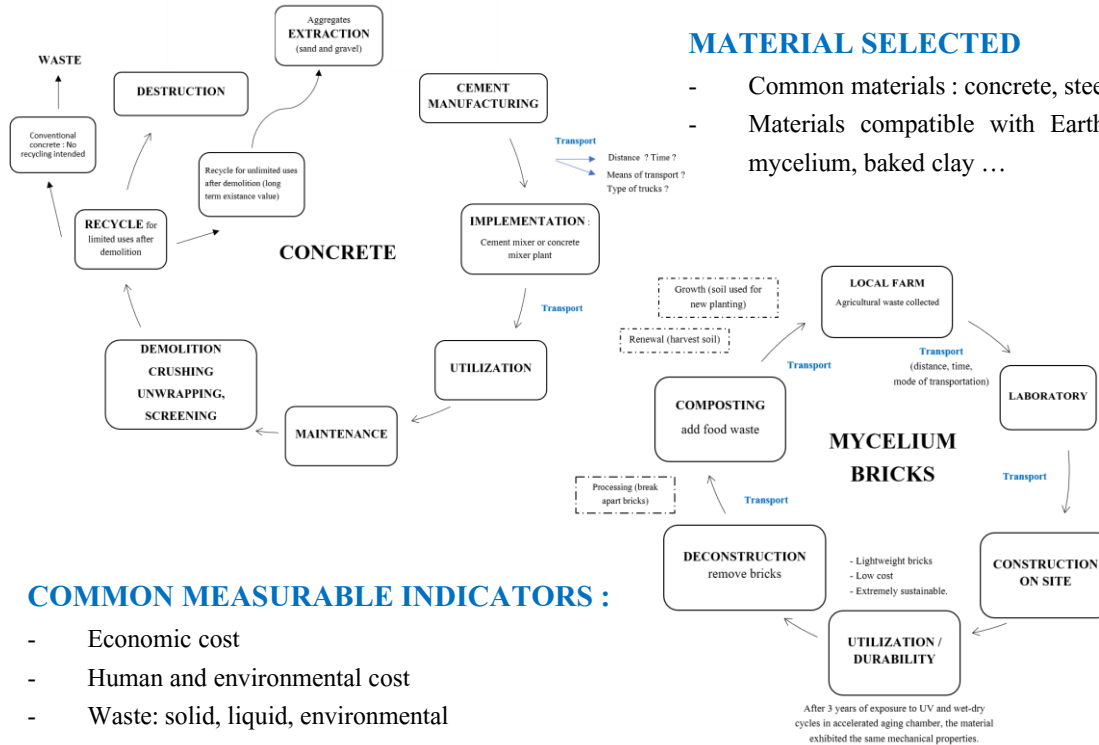 Aggregates
EXTRACTION
(sand and gravel)
WASTE
DESTRUCTION
CEMENT
MANUFACTURING
Conventional
concrete : No
recycling intended
Transport
Distance ? Time ?
Means of transport ?
Type of trucks ?
Recycle for unlimited uses
after demolition (long
term existance value)
RECYCLE for
limited uses after
demolition
IMPLEMENTATION :
Cement mixer or concrete
mixer plant
CONCRETE
Transport
DEMOLITION
CRUSHING
UNWRAPPING,
SCREENING
UTILIZATION
MAINTENANCE
MATERIAL SELECTED
- Common materials : concrete, stee
- Materials compatible with Earth
mycelium, baked clay …
Growth (soil used for
new planting)
LOCAL FARM
Agricultural waste collected
Renewal (harvest soil)
Transport
Transport
(distance, time,
mode of transportation)
COMPOSTING
add food waste
LABORATORY
MYCELIUM
BRICKS
Processing (break
apart bricks)
Transport
Transport
DECONSTRUCTION
remove bricks
- Lightweight bricks
- Low cost
- Extremely sustainable.
CONSTRUCTION
ON SITE
UTILIZATION /
DURABILITY
After 3 years of exposure to UV and wet-dry
cycles in accelerated aging chamber, the material
exhibited the same mechanical properties.
COMMON MEASURABLE INDICATORS :
- Economic cost
- Human and environmental cost
- Waste: solid, liquid, environmental